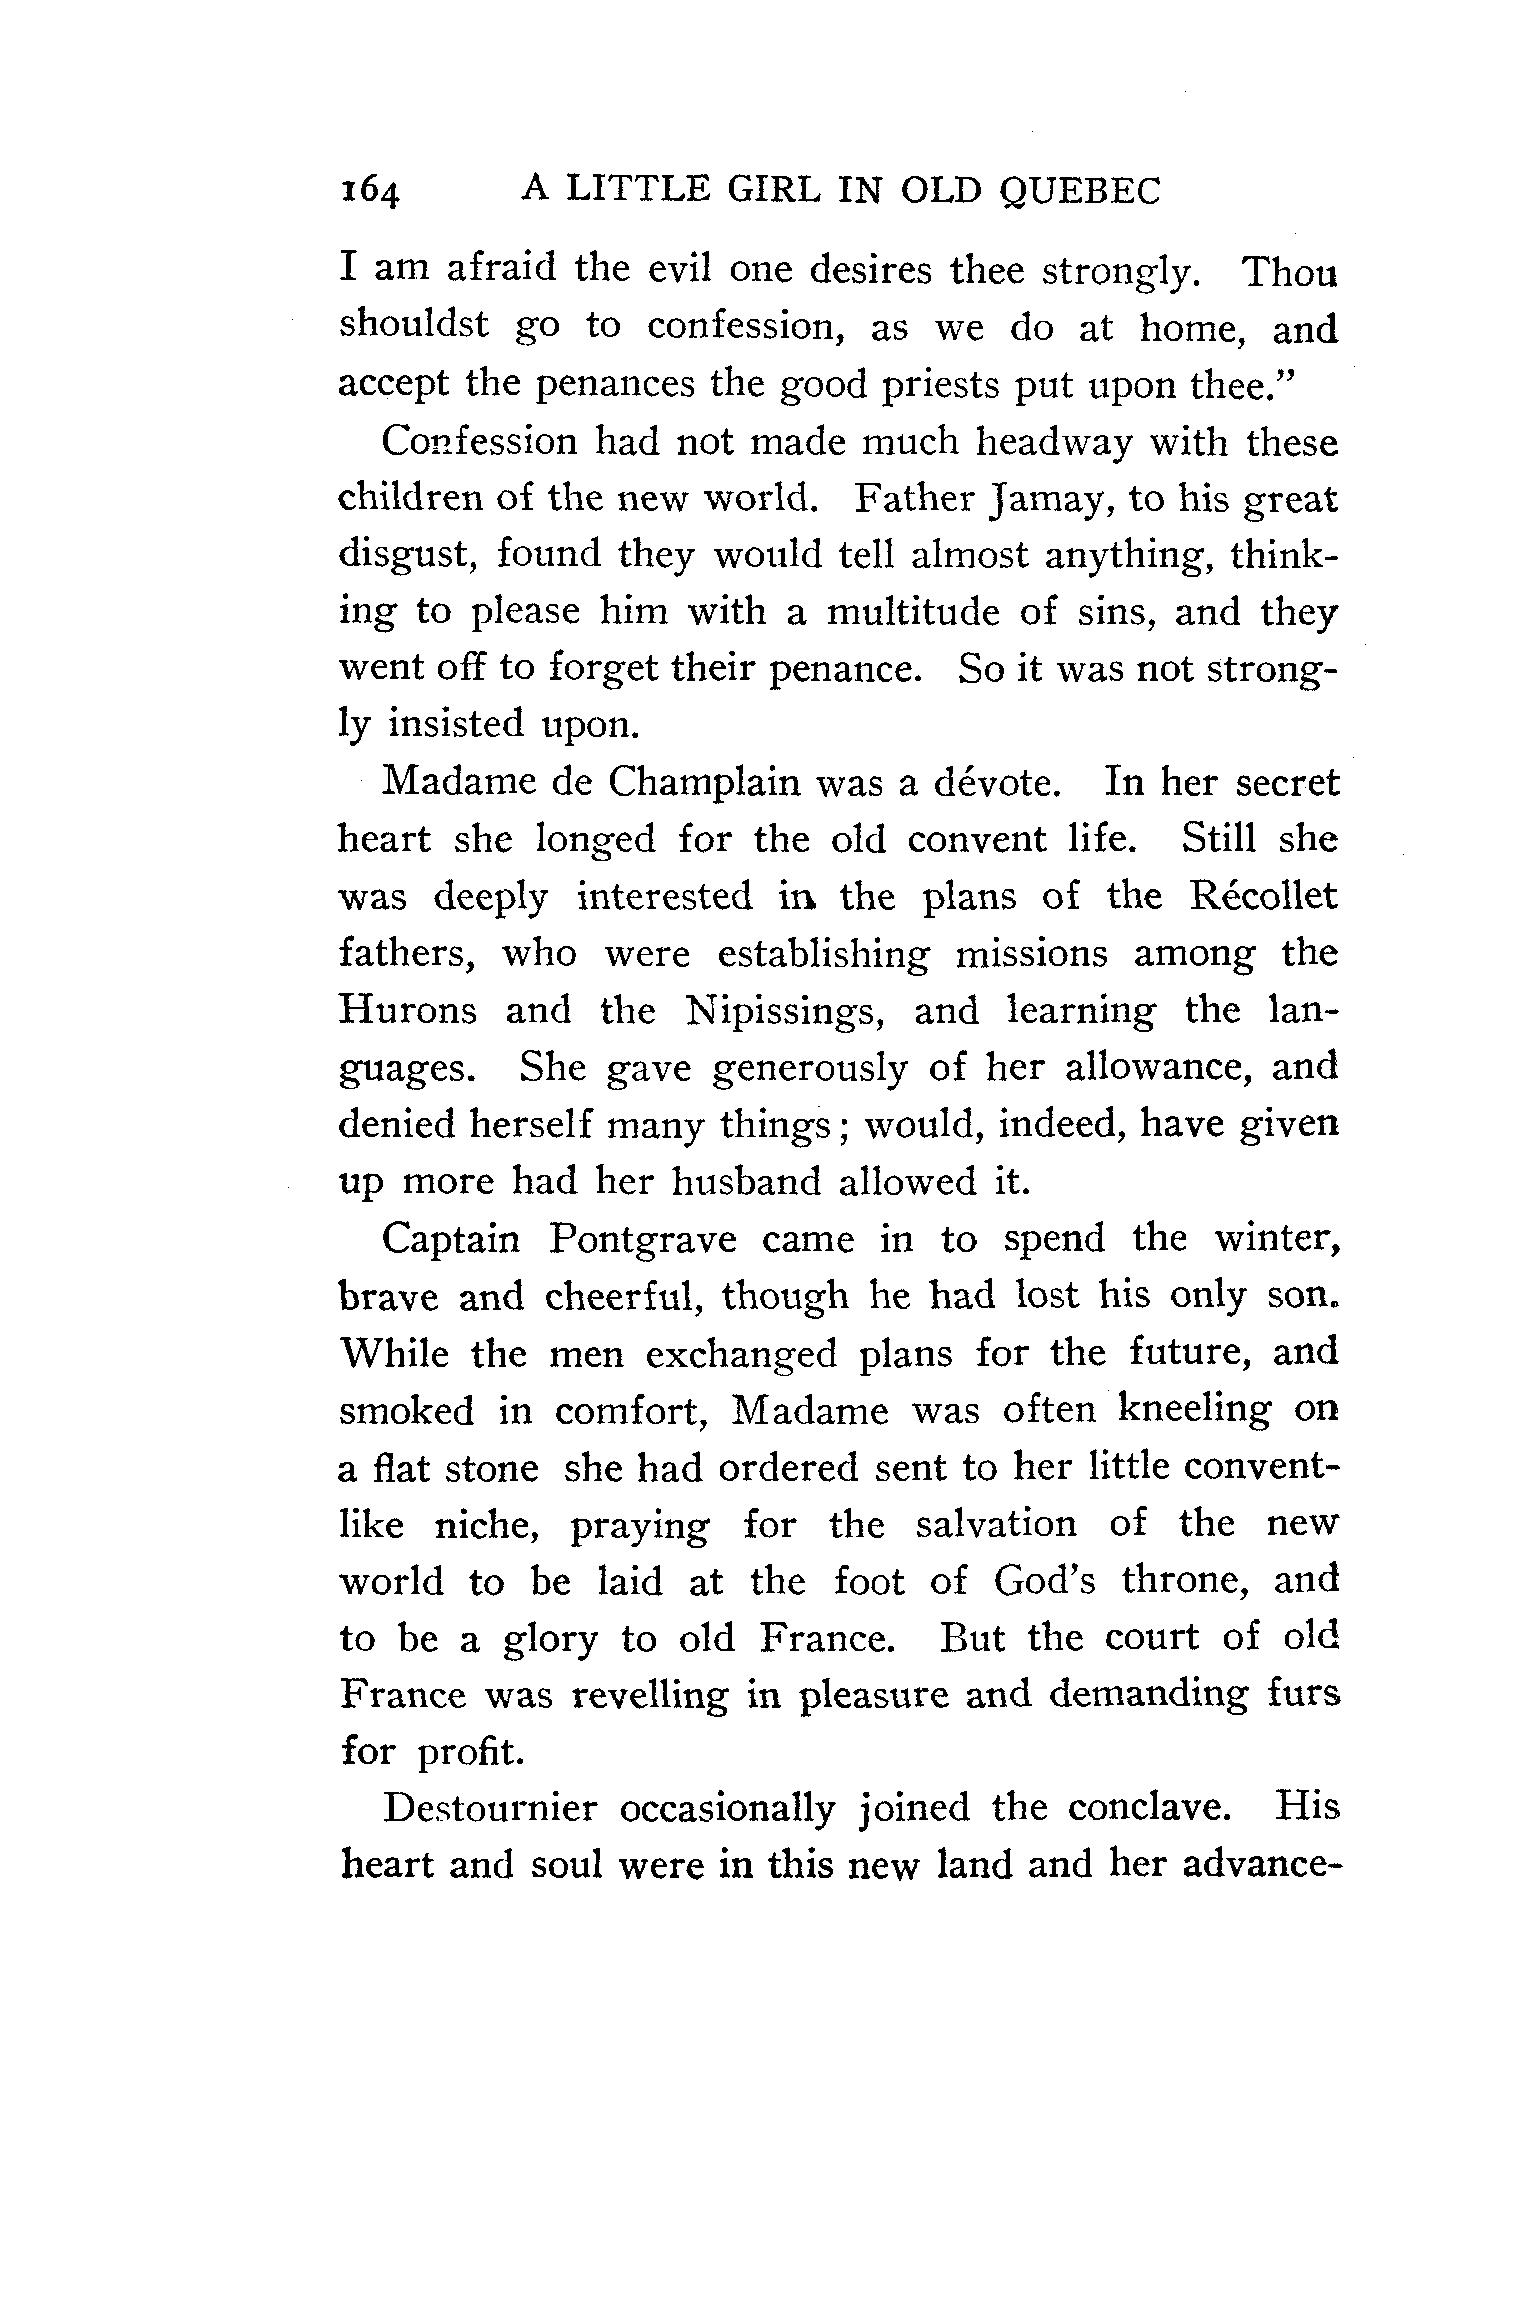 164 A LITTLE GIRL IN OLD QUEBEC
I am afraid the evil one desires thee strongly. Thou
shouldst go to confession, as we do at home, and
accept the penances the good priests put upon thee.”
Confession had not made much headway with these
children of the new world. Father Jamay, to his great
disgust, found they would tell almost anything, think-
ing to please him with a multitude of sins, and they
went off to forget their penance. So it was not strong-
ly insisted upon.
Madame de Champlain was a dévote. In her secret
heart she longed for the old convent life. Still she
was deeply interested in the plans of the Récollet
fathers, who were establishing missions among the
Hurons and the Nipissings, and learning the lan-
guages. She gave generously of her allowance, and
denied herself many things; would, indeed, have given
up more had her husband allowed it.
Captain Pontgrave came in to spend the winter,
brave and cheerful, though he had lost his only son.
While the men exchanged plans for the future, and
smoked in comfort, Madame was often kneeling on
a flat stone she had ordered sent to her little convent-
like niche, praying for the salvation of the new
world to be laid at the foot of God's throne, and
to be a glory to old France. But the court of old
France was revelling in pleasure and demanding furs
for profit.
Destournier occasionally joined the conclave. His
heart and soul were in this new land and her advance-